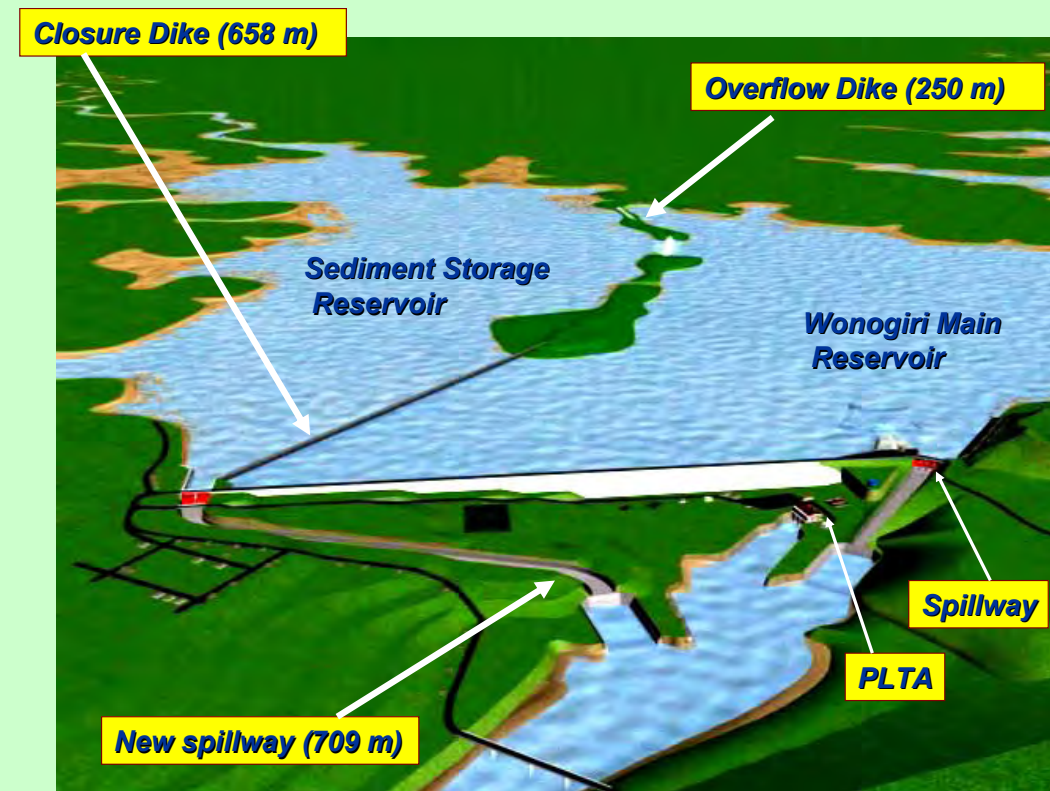 Closure Dike (658 m)
Overflow Dike (250 m)
Sediment Storage
Reservoir
Wonogiri Main
Reservoir
Spillway
PLTA
New spillway (709 m)